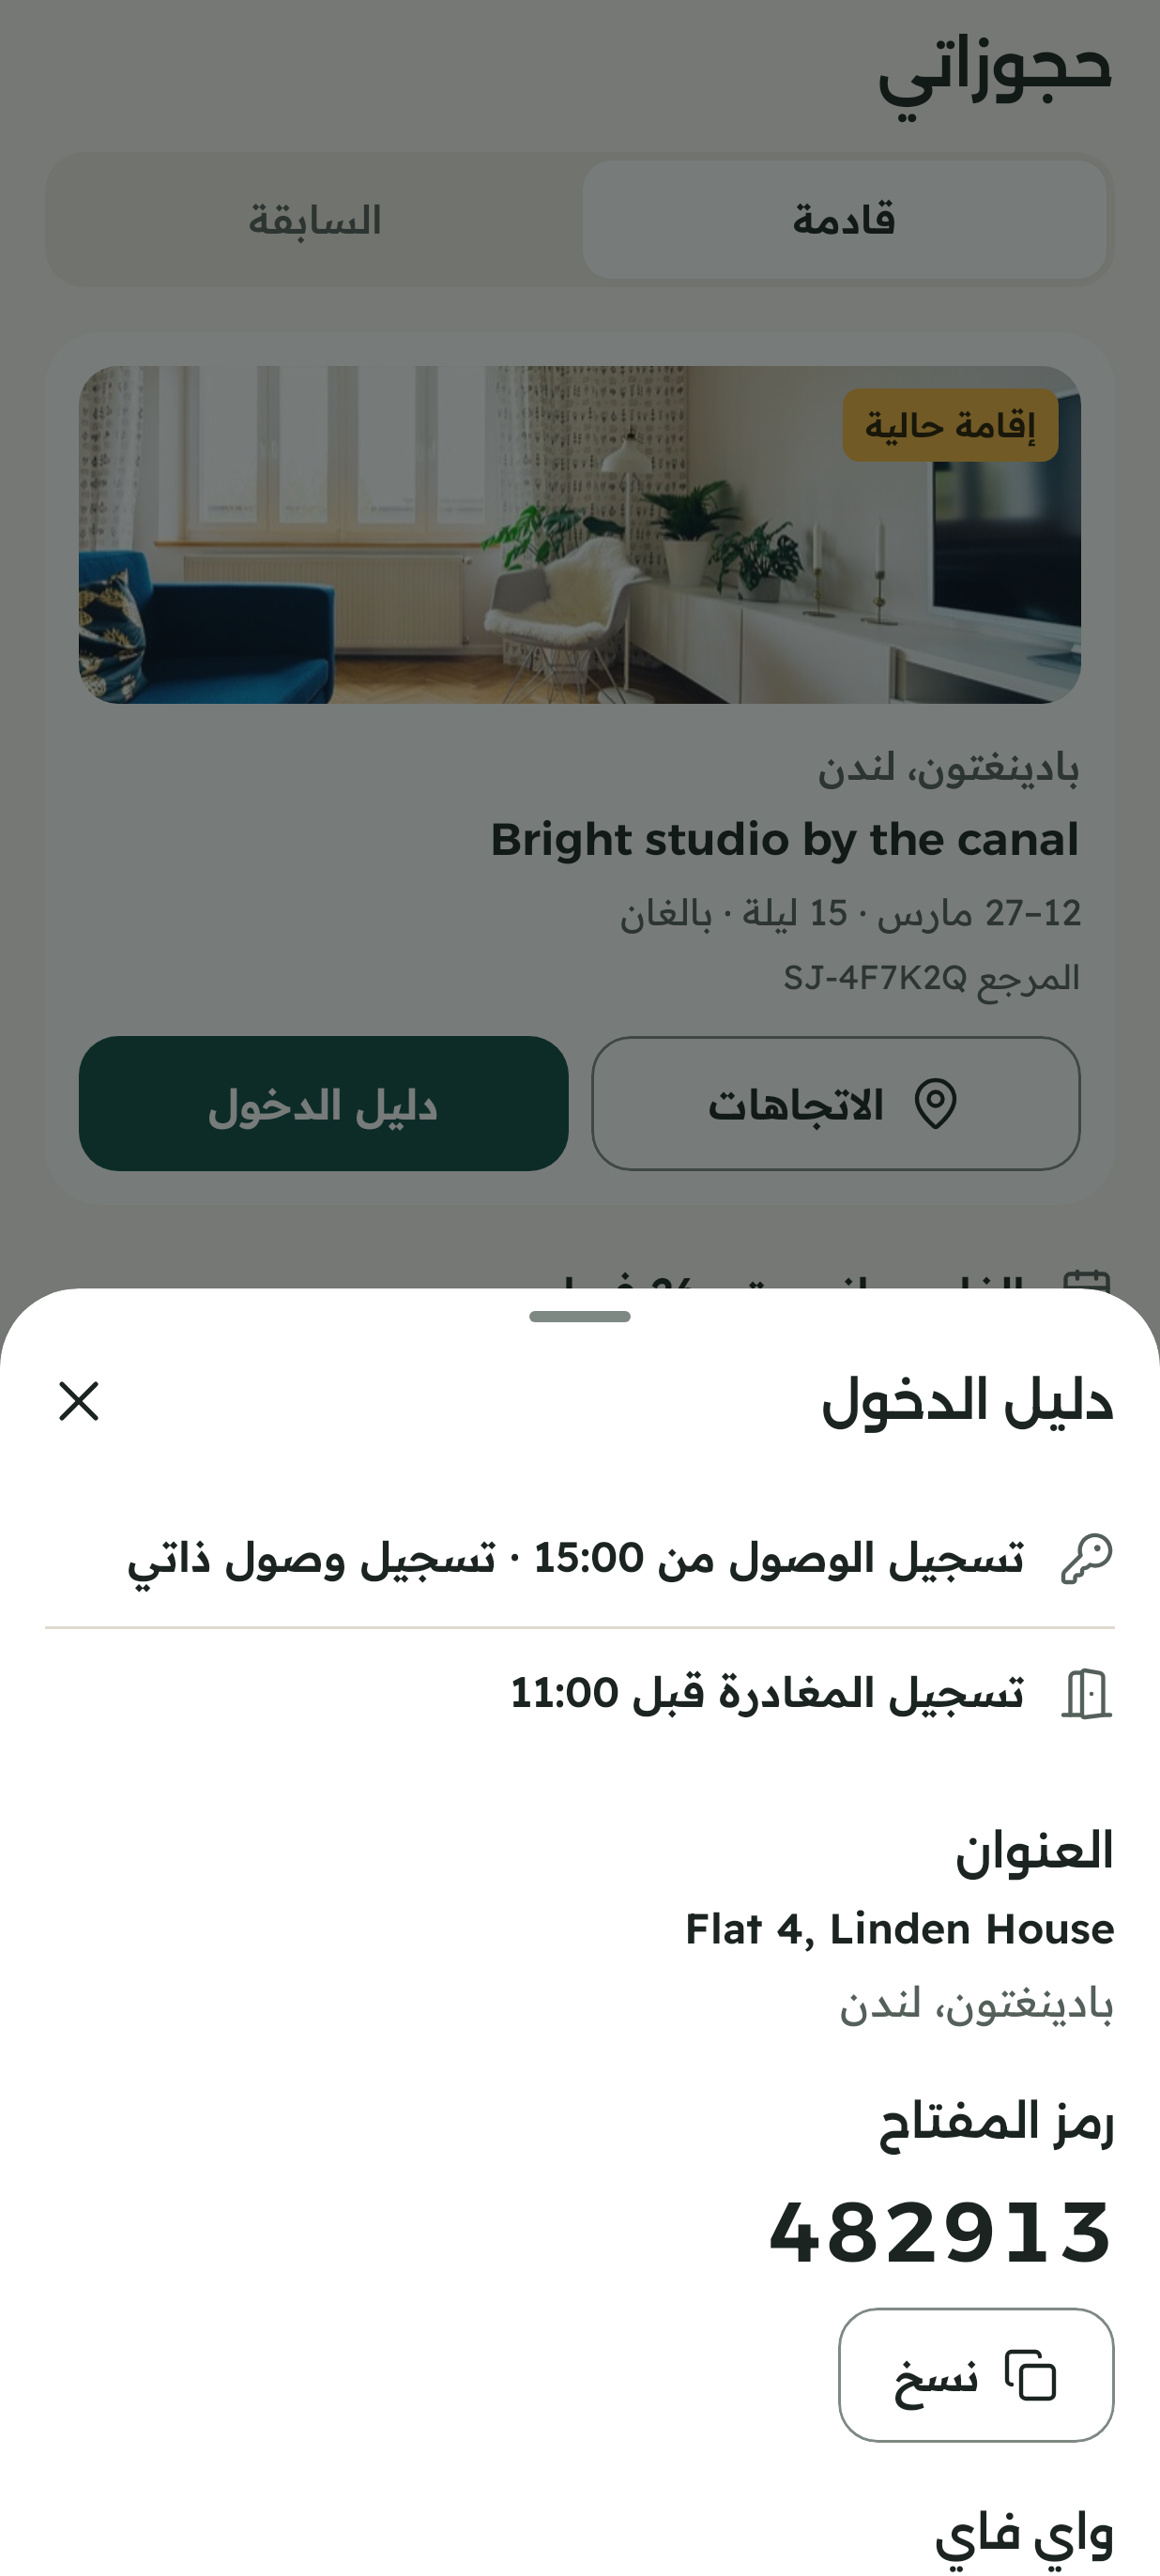 حجوزاتي
قادمة
السابقة
إقامة حالية
بادينغتون، لندن
Bright studio by the canal
12–27 مارس · 15 ليلة · بالغان
المرجع SJ-4F7K2Q
الاتجاهات
دليل الدخول
دليل الدخول
تسجيل الوصول من 15:00 · تسجيل وصول ذاتي
تسجيل المغادرة قبل 11:00
العنوان
Flat 4, Linden House
بادينغتون، لندن
رمز المفتاح
482913
نسخ
واي فاي